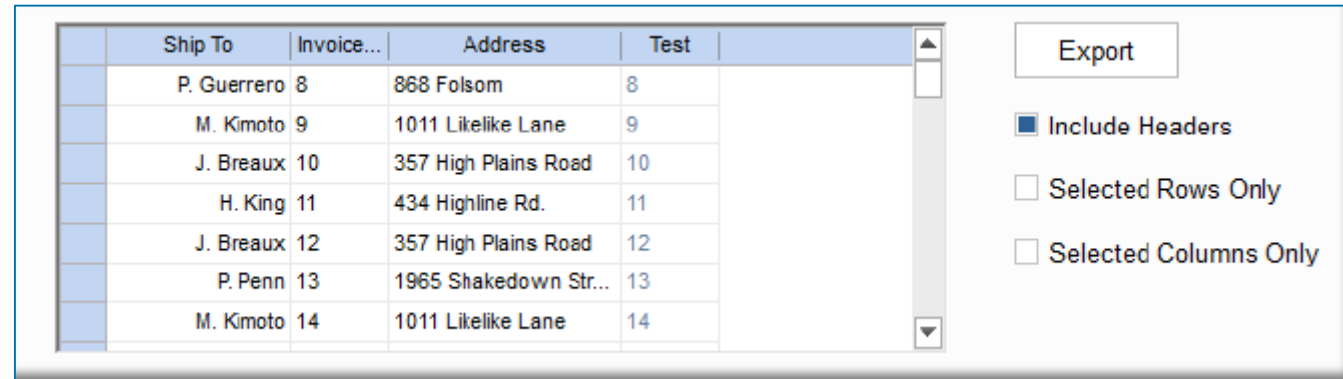 Ship To Invoice... Address Test
P. Guerrero 8 868 Folsom 8
M. Kimoto 9 1011 Likelike Lane 9
J. Breaux 10 357 High Plains Road 10
H. King 11 434 Highline Rd. 11
J. Breaux 12 357 High Plains Road 12
P. Penn 13 1965 Shakedown Str... 13
M. Kimoto 14 1011 Likelike Lane 14
Export
Include Headers
Selected Rows Only
Selected Columns Only